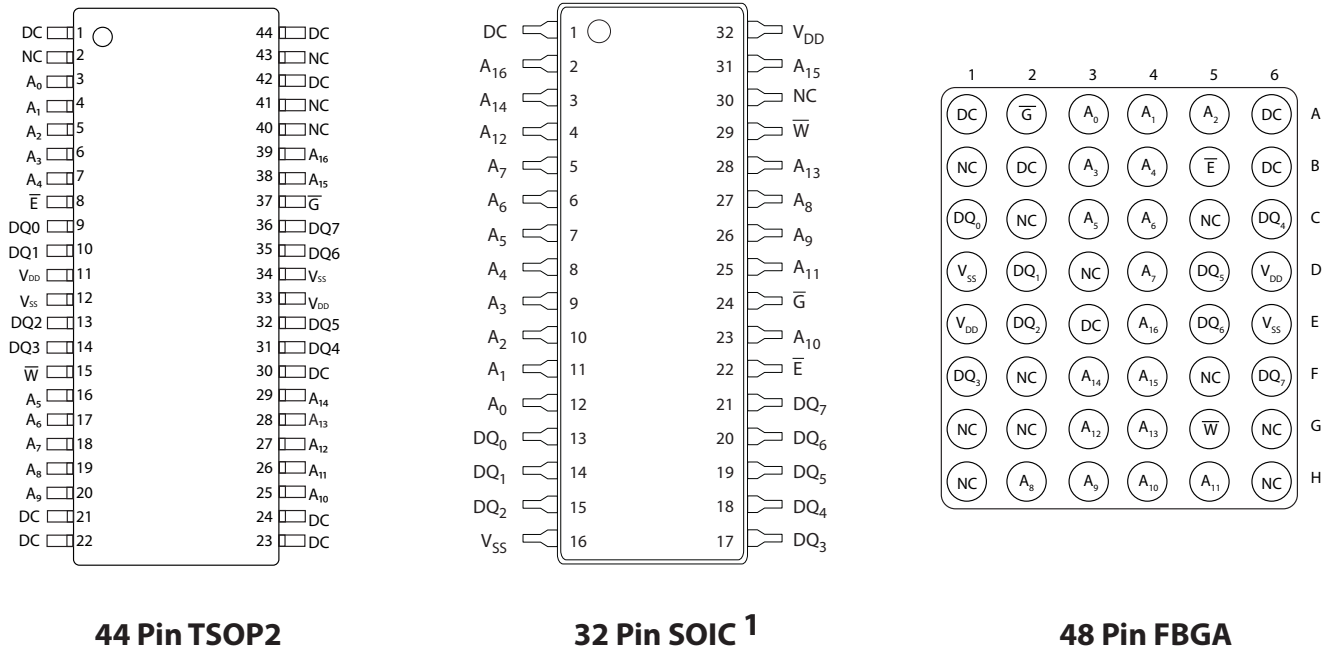 DC 1 44 DC
NC 2 43 NC
A0 3 42 DC
A1 4 41 NC
A2 5 40 NC
A3 6 39 A16
A4 7 38 A15
E̅ 8 37 G̅
DQ0 9 36 DQ7
DQ1 10 35 DQ6
VDD 11 34 VSS
VSS 12 33 VDD
DQ2 13 32 DQ5
DQ3 14 31 DQ4
W̅ 15 30 DC
A5 16 29 A14
A6 17 28 A13
A7 18 27 A12
A8 19 26 A11
A9 20 25 A10
DC 21 24 DC
DC 22 23 DC
44 Pin TSOP2
DC 1 32 VDD
A16 2 31 A15
A14 3 30 NC
A12 4 29 W̅
A7 5 28 A13
A6 6 27 A8
A5 7 26 A9
A4 8 25 A11
A3 9 24 G̅
A2 10 23 A10
A1 11 22 E̅
A0 12 21 DQ7
DQ0 13 20 DQ6
DQ1 14 19 DQ5
DQ2 15 18 DQ4
VSS 16 17 DQ3
32 Pin SOIC 1
1 2 3 4 5 6
DC G̅ A0 A1 A2 DC A
NC DC A3 A4 E̅ DC B
DQ0 NC A5 A6 NC DQ4 C
VSS DQ1 NC A7 DQ5 VDD D
VDD DQ2 DC A16 DQ6 VSS E
DQ3 NC A14 A15 NC DQ7 F
NC NC A12 A13 W̅ NC G
NC A8 A9 A10 A11 NC H
48 Pin FBGA